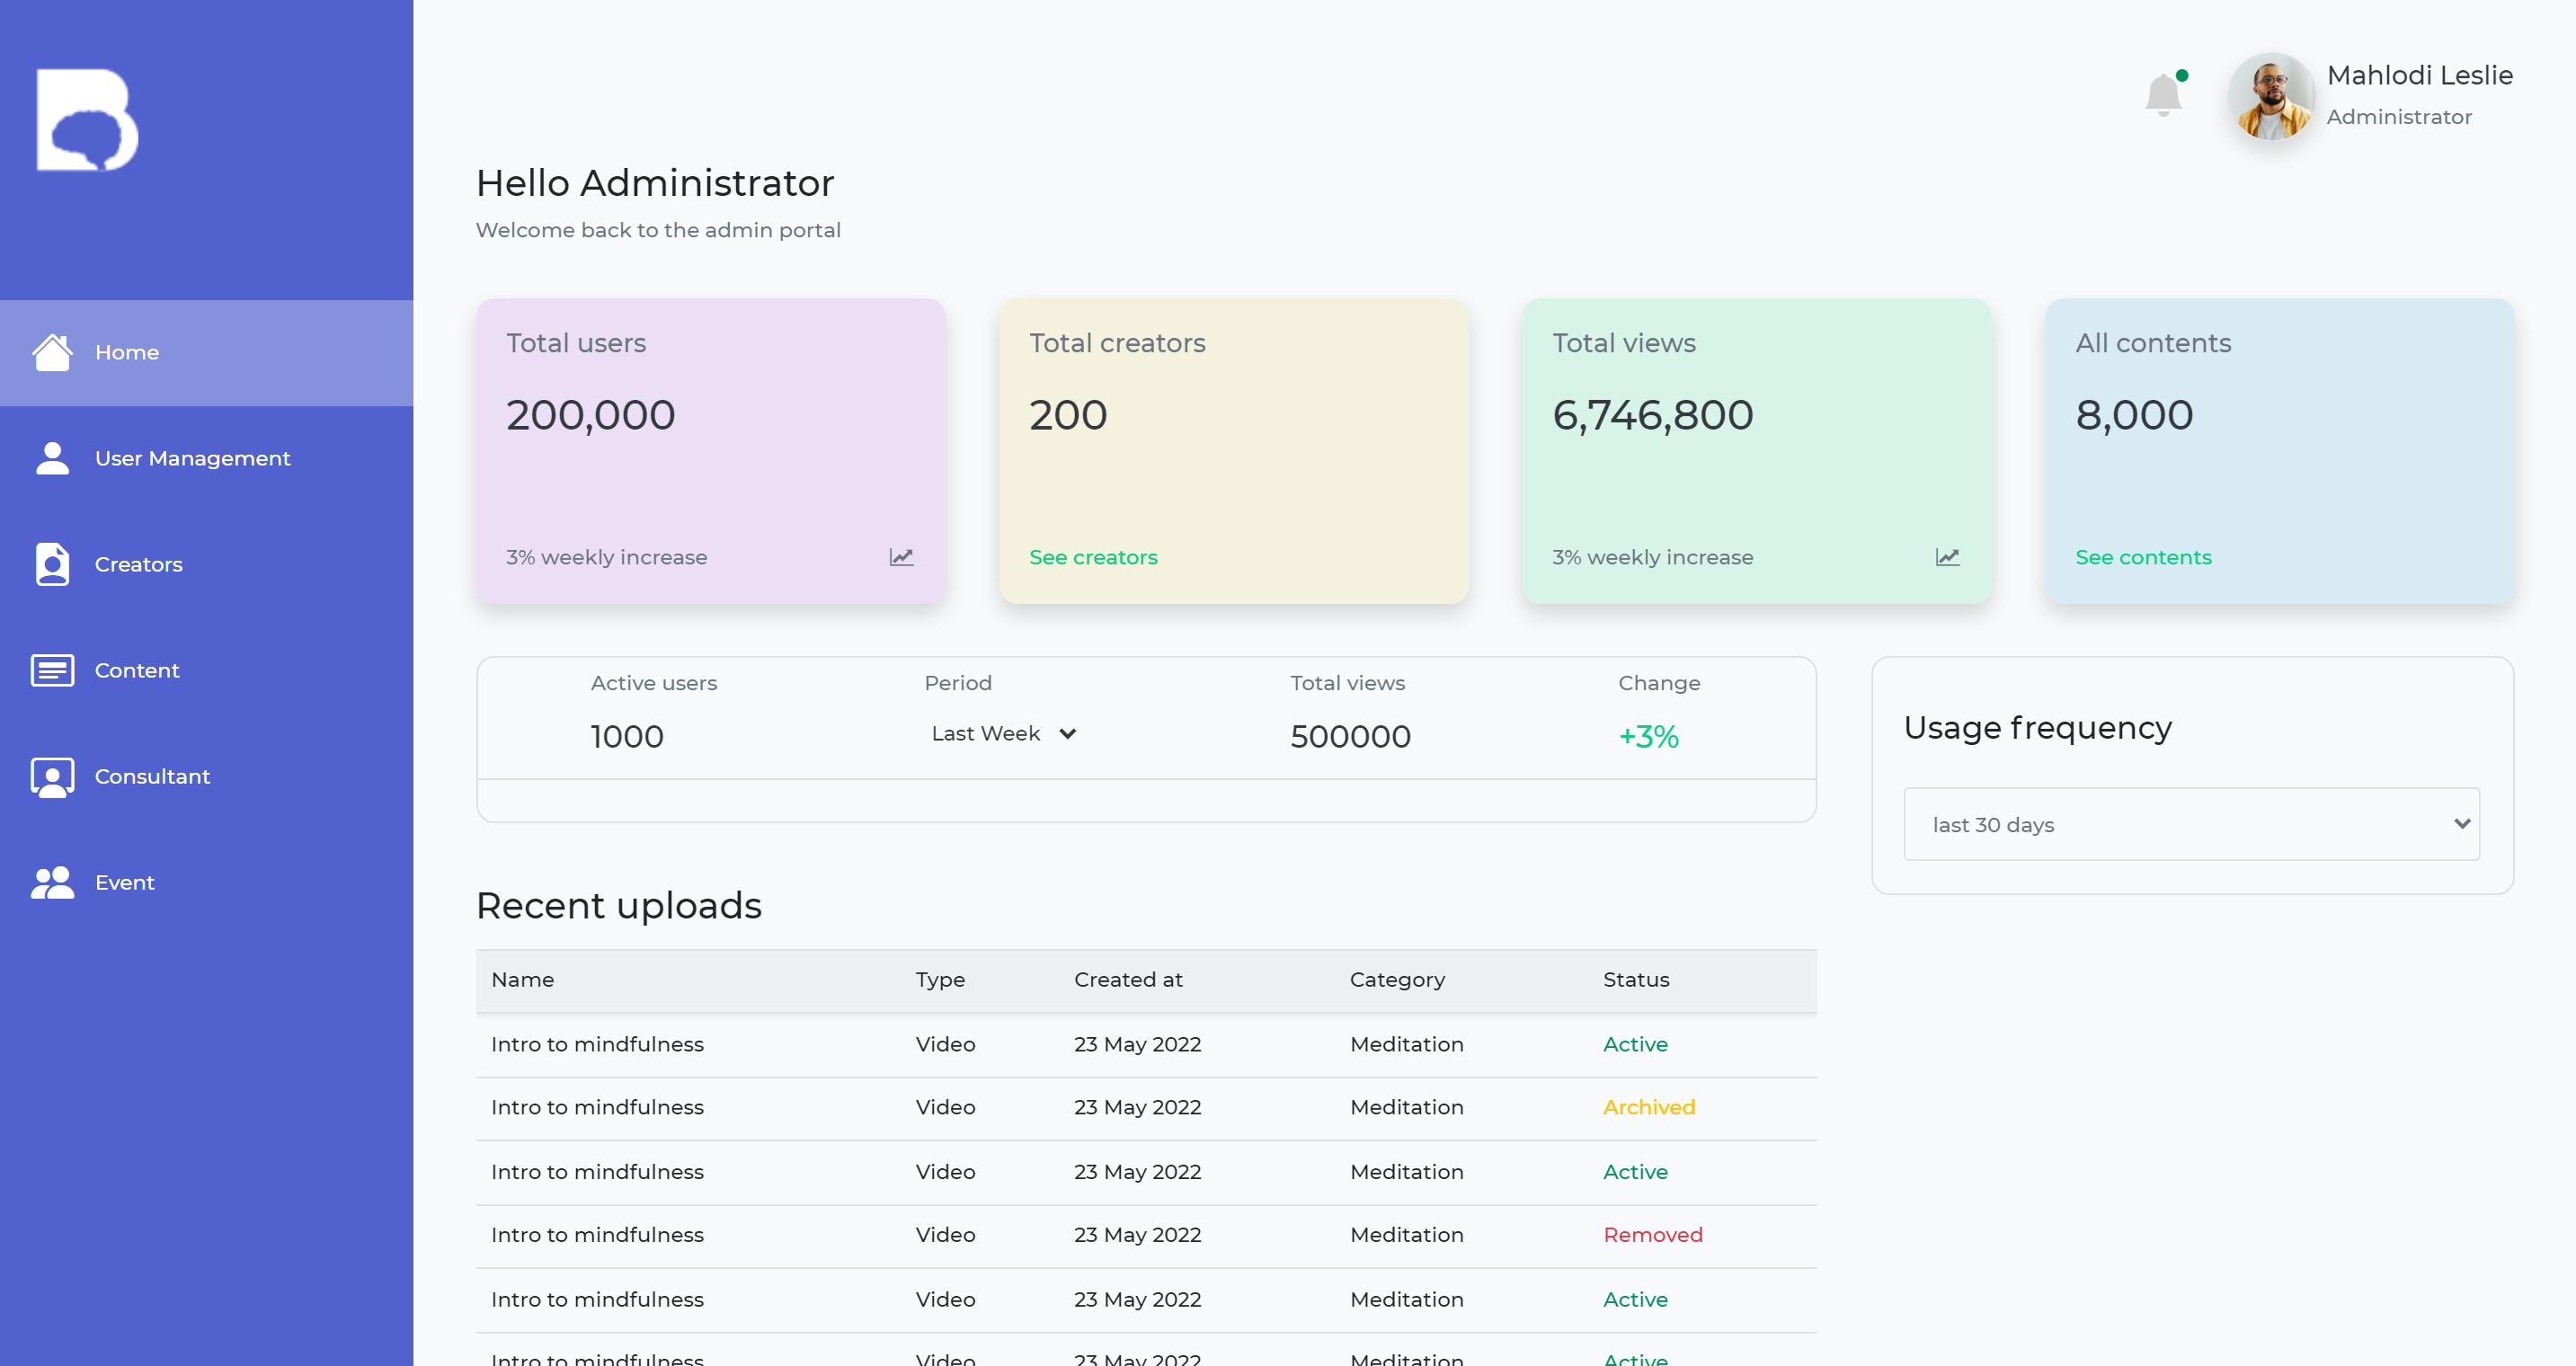 Mahlodi Leslie
Administrator
Hello Administrator
Welcome back to the admin portal
Home
User Management
Creators
Content
Consultant
Event
Total users
200,000
3% weekly increase
Total creators
200
See creators
Total views
6,746,800
3% weekly increase
All contents
8,000
See contents
Active users Period Total views Change
1000 Last Week 500000 +3%
Usage frequency
last 30 days
Recent uploads
Name Type Created at Category Status
Intro to mindfulness Video 23 May 2022 Meditation Active
Intro to mindfulness Video 23 May 2022 Meditation Archived
Intro to mindfulness Video 23 May 2022 Meditation Active
Intro to mindfulness Video 23 May 2022 Meditation Removed
Intro to mindfulness Video 23 May 2022 Meditation Active
Intro to mindfulness Video 23 May 2022 Meditation Active